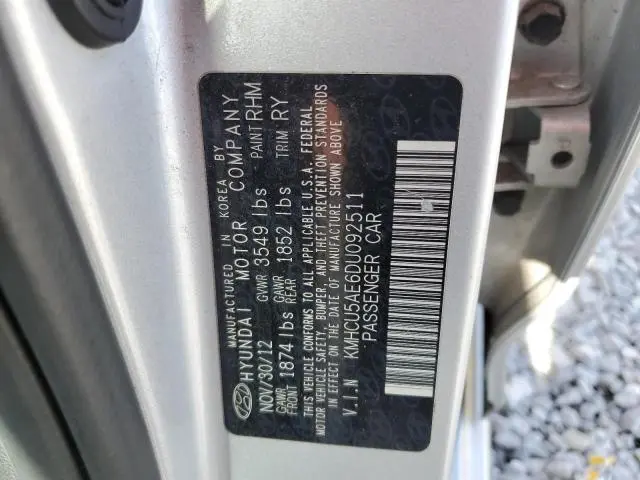 PAINT
MANUFACTURED IN KOREA BY
HYUNDAI MOTOR COMPANY
NOV/30/12 GVWR 3549 lbs PAINT RHM
GAWR FRONT 1874 lbs GAWR REAR 1852 lbs TRIM RY
THIS VEHICLE CONFORMS TO ALL APPLICABLE U.S.A. FEDERAL
MOTOR VEHICLE SAFETY, BUMPER, AND THEFT PREVENTION STANDARDS
IN EFFECT ON THE DATE OF MANUFACTURE SHOWN ABOVE
V.I.N KMHCU5AE6DU092511
PASSENGER CAR